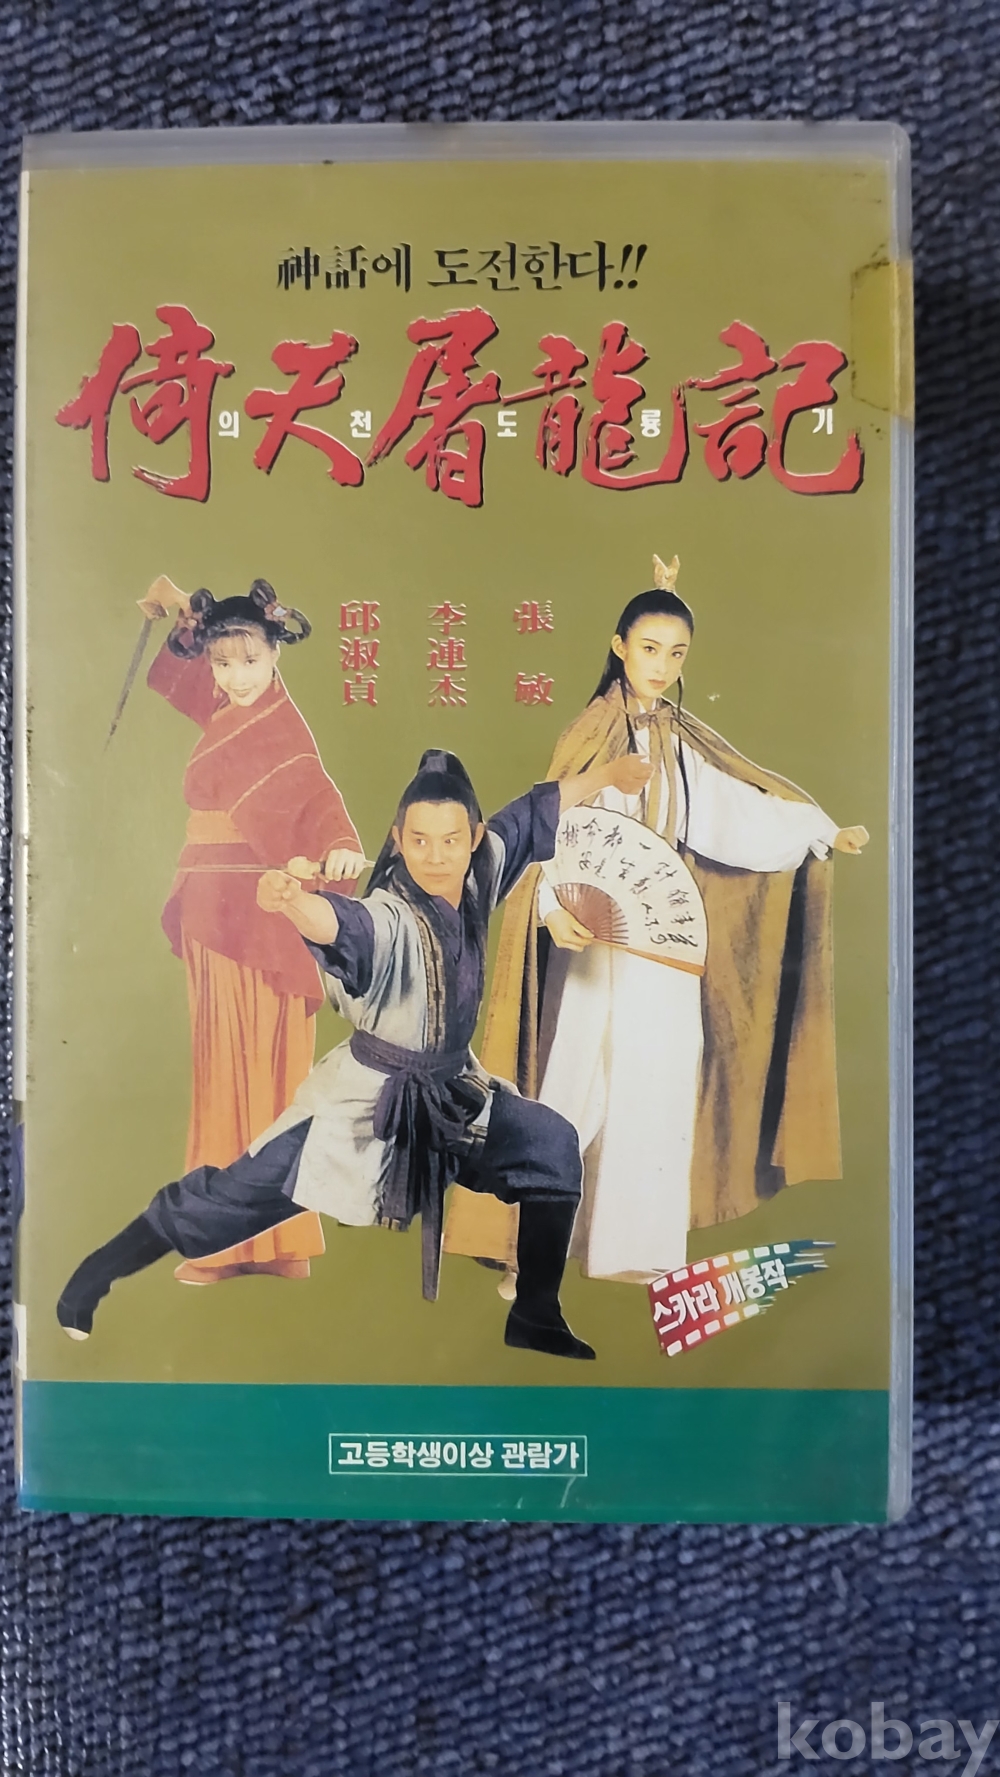 神話에 도전한다!!
倚天屠龍記
의천도룡기
邱淑貞
李連杰
張敏
스카라 개봉작
고등학생이상 관람가
kobay